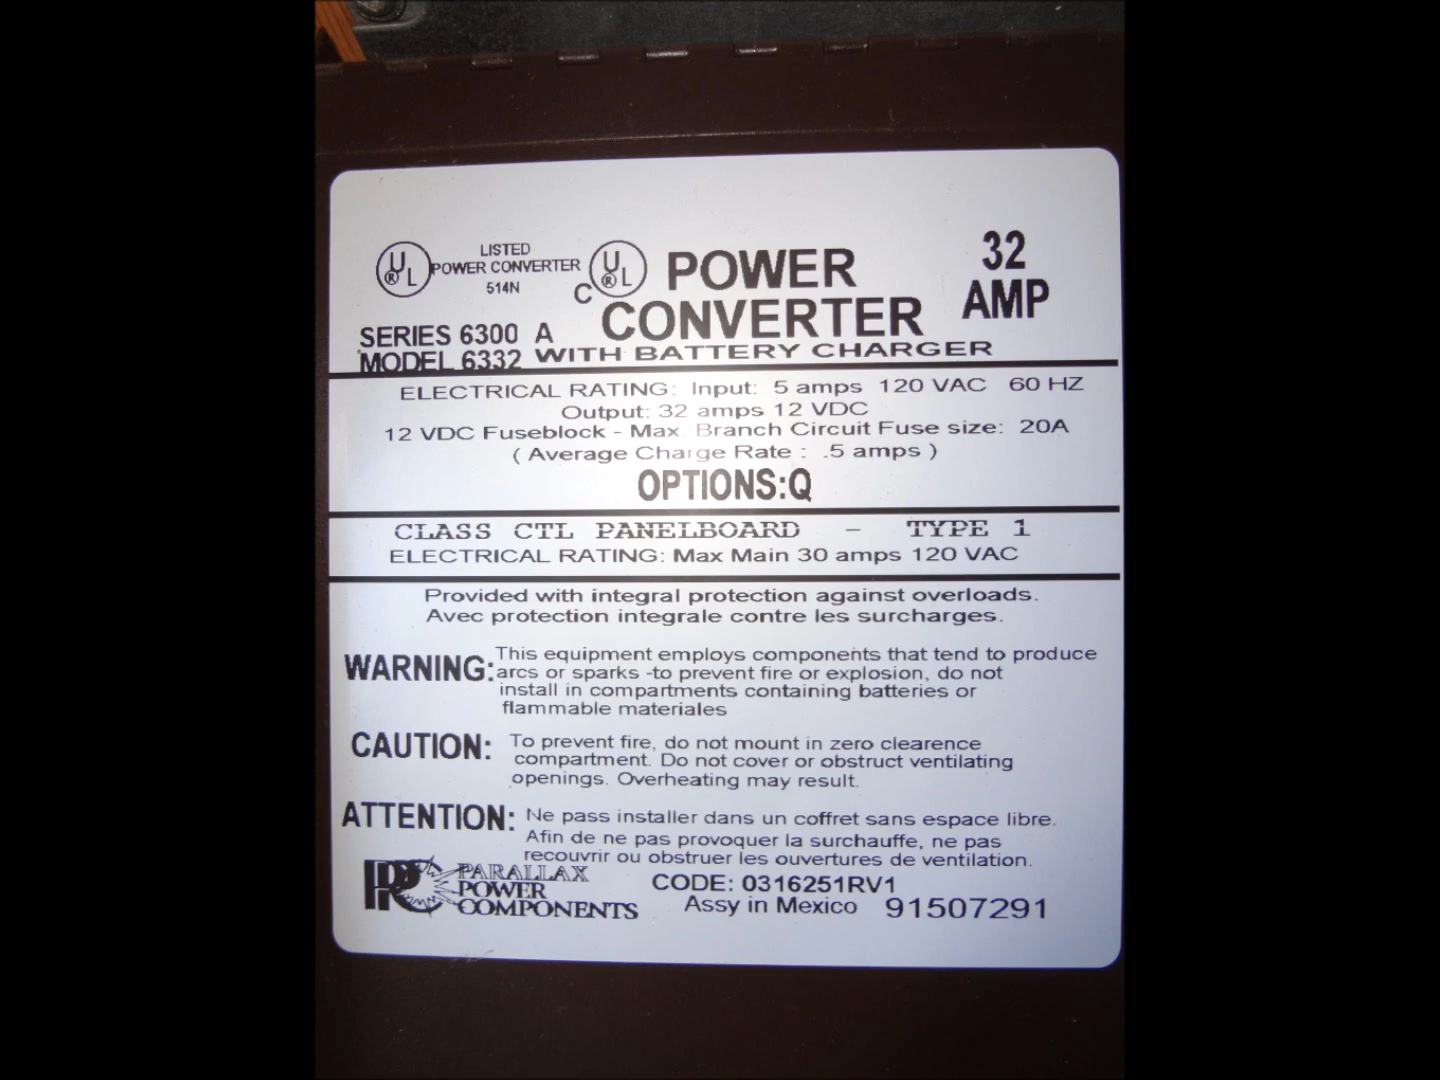 UL
®
LISTED
POWER CONVERTER
514N
C UL
®
POWER
CONVERTER
32
AMP
SERIES 6300 A
MODEL 6332 WITH BATTERY CHARGER
ELECTRICAL RATING: Input: 5 amps 120 VAC 60 HZ
Output: 32 amps 12 VDC
12 VDC Fuseblock - Max Branch Circuit Fuse size: 20A
( Average Charge Rate : .5 amps )
OPTIONS:Q
CLASS CTL PANELBOARD - TYPE 1
ELECTRICAL RATING: Max Main 30 amps 120 VAC
Provided with integral protection against overloads.
Avec protection integrale contre les surcharges.
WARNING: This equipment employs components that tend to produce
arcs or sparks -to prevent fire or explosion, do not
install in compartments containing batteries or
flammable materiales
CAUTION: To prevent fire, do not mount in zero clearence
compartment. Do not cover or obstruct ventilating
openings. Overheating may result.
ATTENTION: Ne pass installer dans un coffret sans espace libre.
Afin de ne pas provoquer la surchauffe, ne pas
recouvrir ou obstruer les ouvertures de ventilation.
PARALLAX
POWER
COMPONENTS
CODE: 0316251RV1
Assy in Mexico 91507291